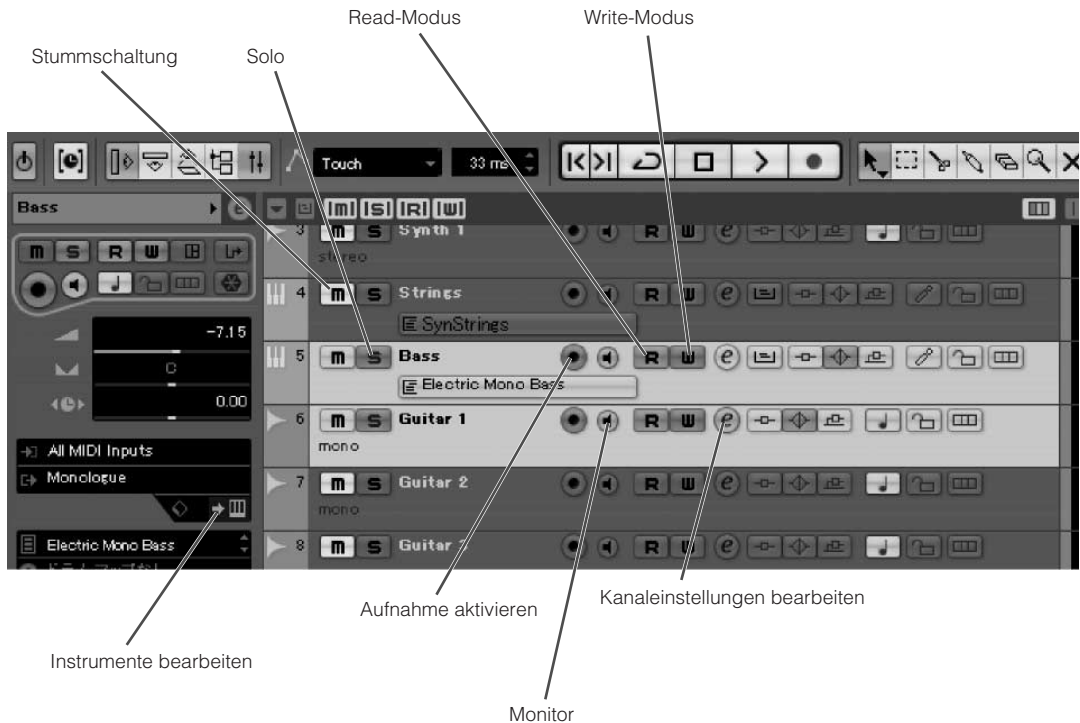 Read-Modus
Write-Modus
Stummschaltung
Solo
Touch
33 ms
Bass
e
m S R W
m S R W
3 m S Synth 1 R W e
stereo
4 m S Strings R W e
SynStrings
-7.15
5 m S Bass R W e
C
Electric Mono Bass
0.00
6 m S Guitar 1 R W e
mono
All MIDI Inputs
Monologue
7 m S Guitar 2 R W e
mono
Electric Mono Bass
8 m S Guitar 3 R W e
Aufnahme aktivieren
Kanaleinstellungen bearbeiten
Instrumente bearbeiten
Monitor